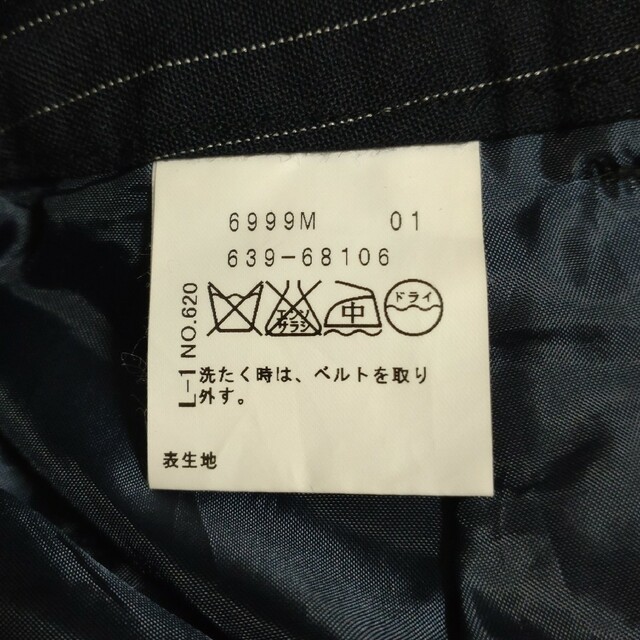 6999M 01
639-68106
エンソ
サラシ
中
ドライ
L-1 NO.620
洗たく時は、ベルトを取り
外す。
表生地